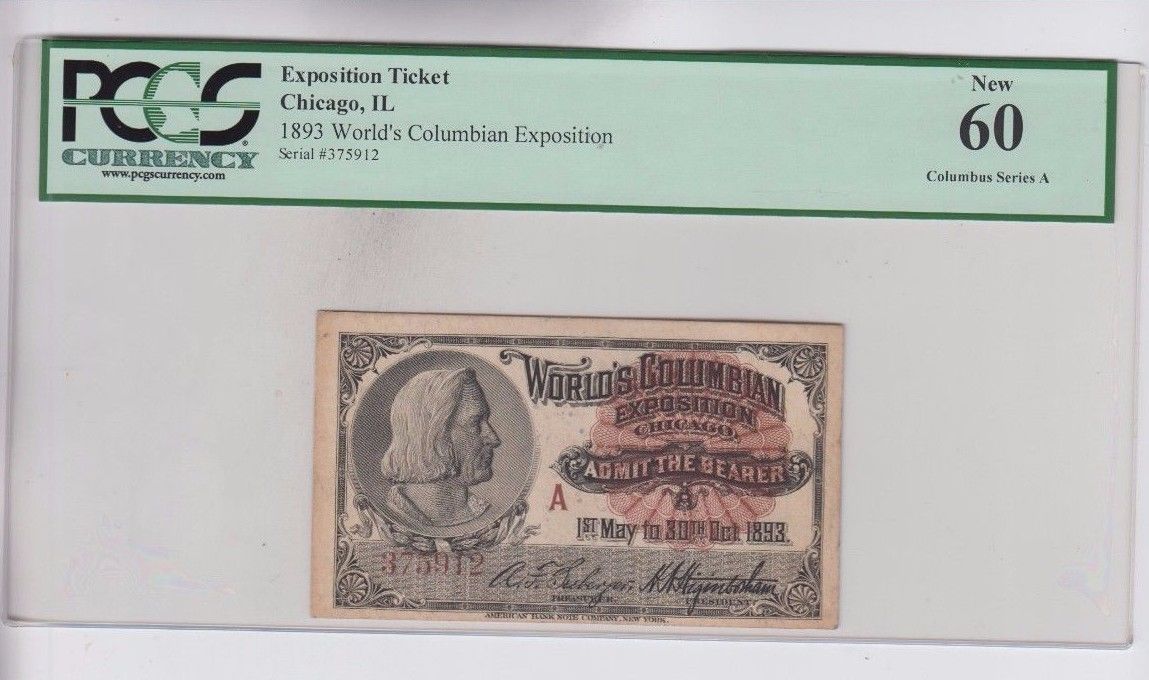 PCGS
CURRENCY
www.pcgscurrency.com
Exposition Ticket
Chicago, IL
1893 World's Columbian Exposition
Serial #375912
New
60
Columbus Series A
WORLD'S COLUMBIAN
EXPOSITION
CHICAGO.
ADMIT THE BEARER
A
A
1ST May to 30TH Oct. 1893.
375912
TREASURER
PRESIDENT
AMERICAN BANK NOTE COMPANY, NEW YORK.